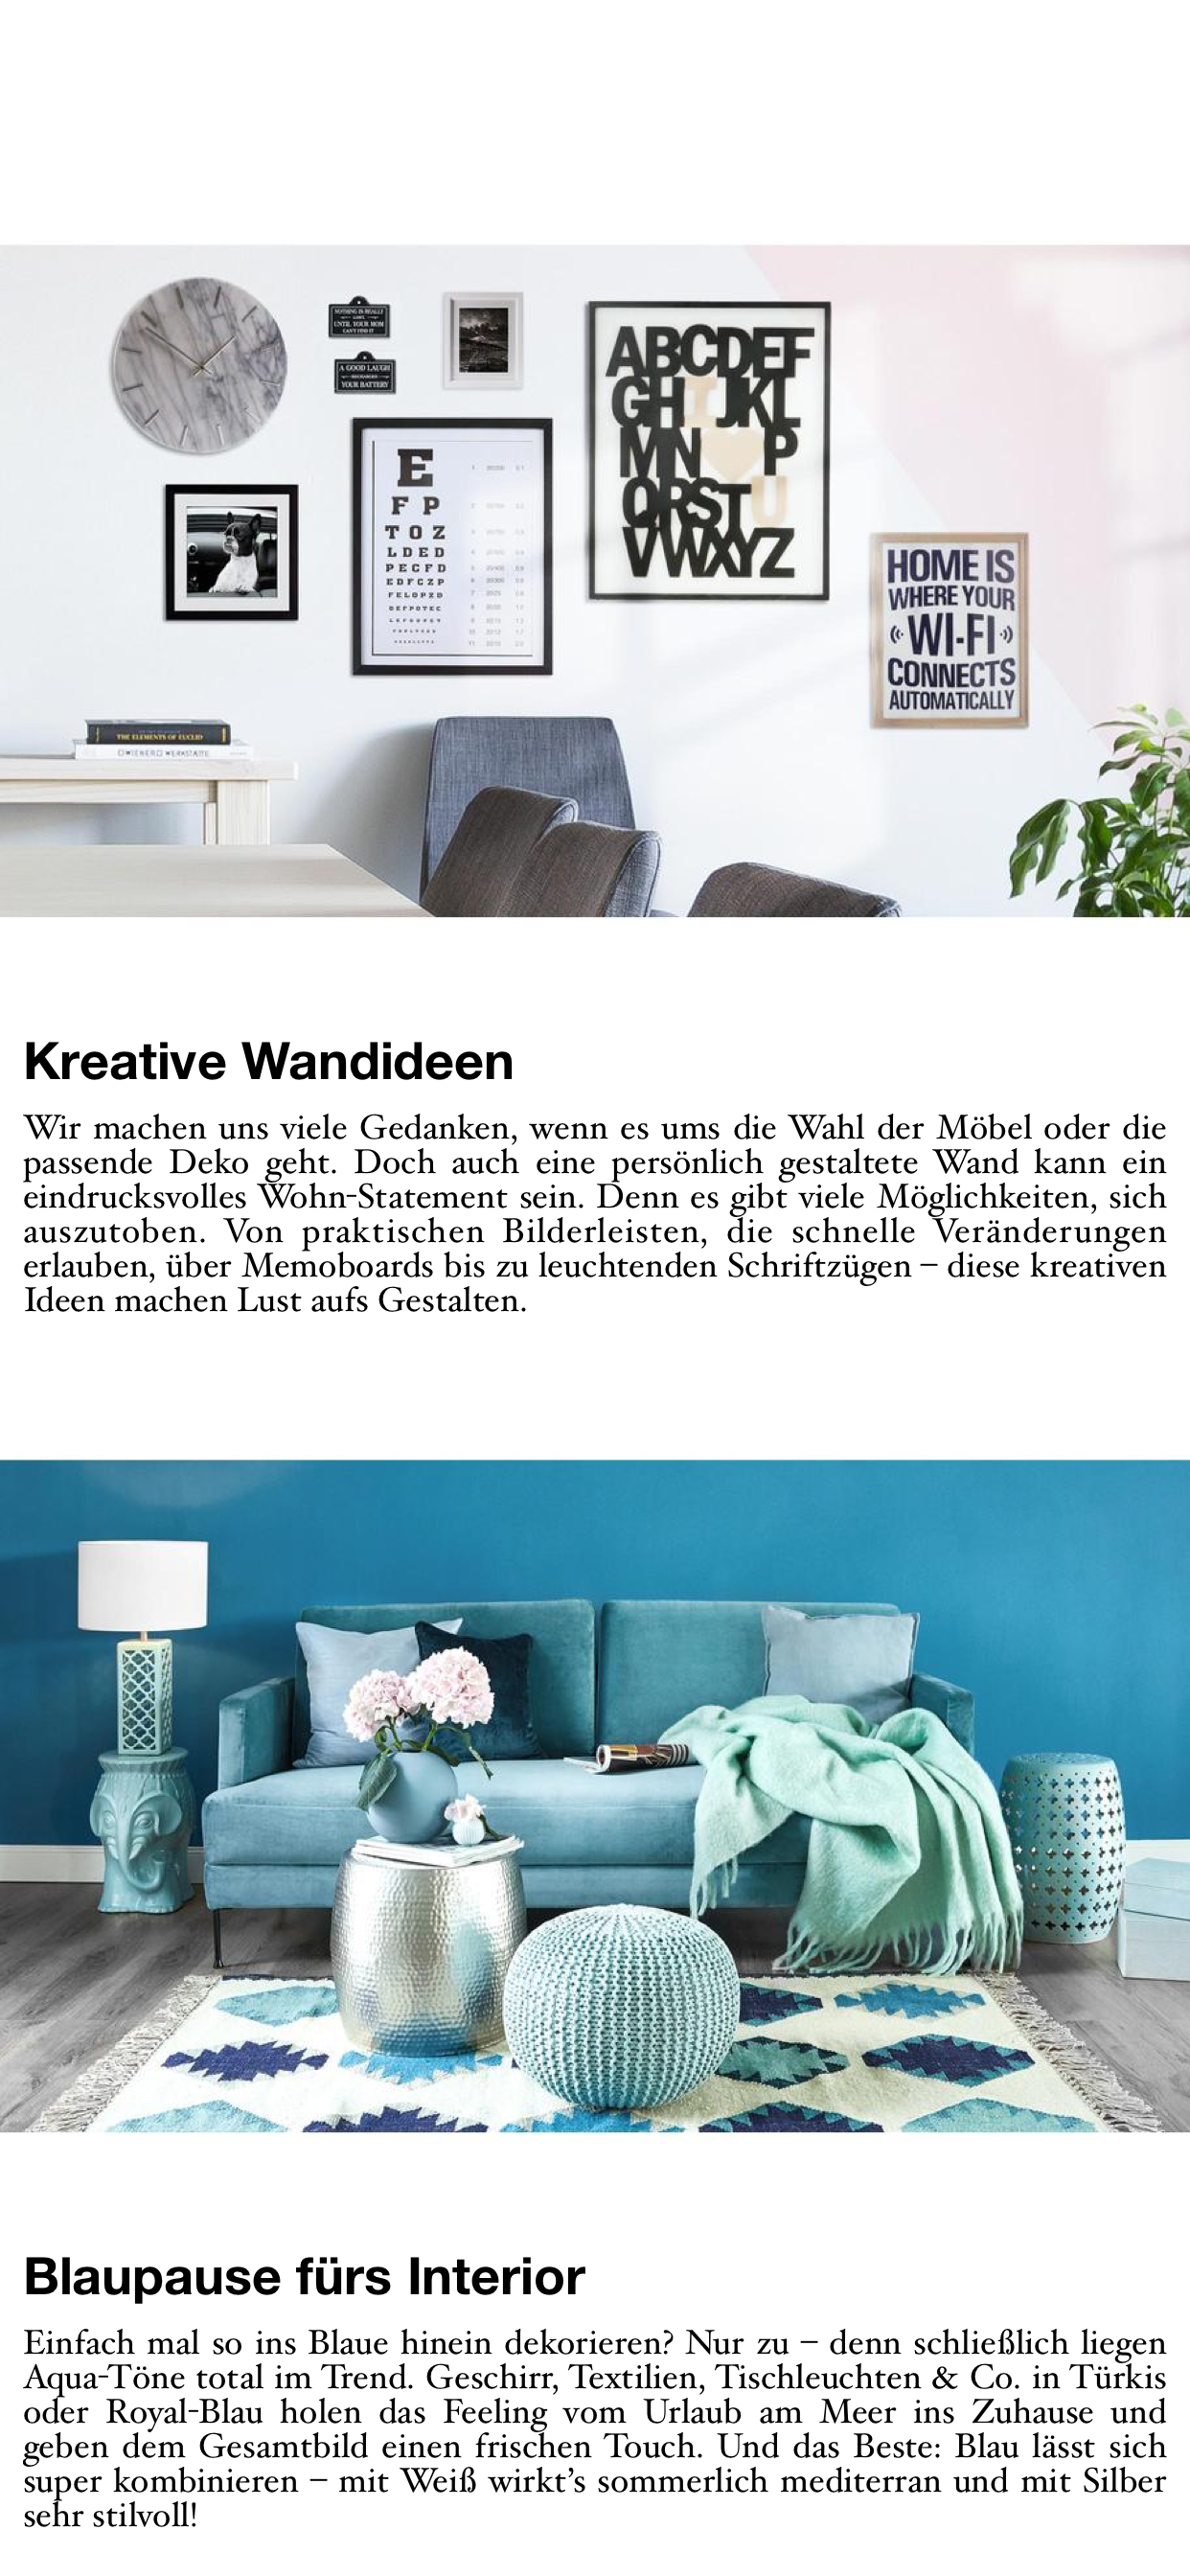 NOTHING IS REALLY
LOST
UNTIL YOUR MOM
CAN'T FIND IT
A GOOD LAUGH
RECHARGES
YOUR BATTERY
E
F P
T O Z
L D E D
P E C F D
E D F C Z P
F E L O P Z D
D E F P O T E C
ABCDEF
GHIJKL
MN P
QRSTU
VWXYZ
HOME IS
WHERE YOUR
WI-FI
CONNECTS
AUTOMATICALLY
THE ELEMENTS OF EUCLID
WIENER WERKSTÄTTE
Kreative Wandideen
Wir machen uns viele Gedanken, wenn es ums die Wahl der Möbel oder die
passende Deko geht. Doch auch eine persönlich gestaltete Wand kann ein
eindrucksvolles Wohn-Statement sein. Denn es gibt viele Möglichkeiten, sich
auszutoben. Von praktischen Bilderleisten, die schnelle Veränderungen
erlauben, über Memoboards bis zu leuchtenden Schriftzügen – diese kreativen
Ideen machen Lust aufs Gestalten.
Blaupause fürs Interior
Einfach mal so ins Blaue hinein dekorieren? Nur zu – denn schließlich liegen
Aqua-Töne total im Trend. Geschirr, Textilien, Tischleuchten & Co. in Türkis
oder Royal-Blau holen das Feeling vom Urlaub am Meer ins Zuhause und
geben dem Gesamtbild einen frischen Touch. Und das Beste: Blau lässt sich
super kombinieren – mit Weiß wirkt's sommerlich mediterran und mit Silber
sehr stilvoll!